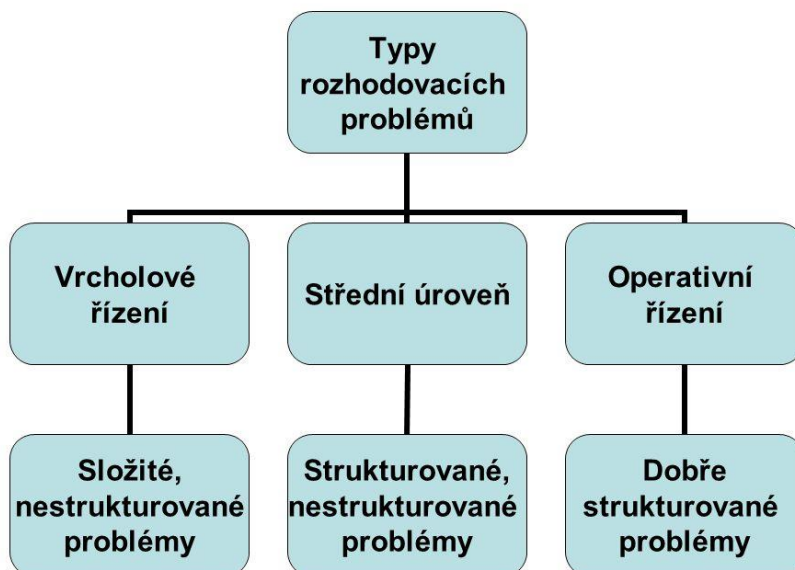 Typy
rozhodovacích
problémů
Vrcholové
řízení
Střední úroveň
Operativní
řízení
Složité,
nestrukturované
problémy
Strukturované,
nestrukturované
problémy
Dobře
strukturované
problémy